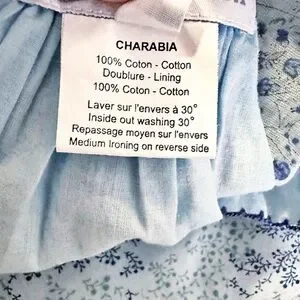 CHARABIA
100% Coton - Cotton
Doublure - Lining
100% Coton - Cotton
Laver sur l'envers à 30°
Inside out washing 30°
Repassage moyen sur l'envers
Medium Ironing on reverse side